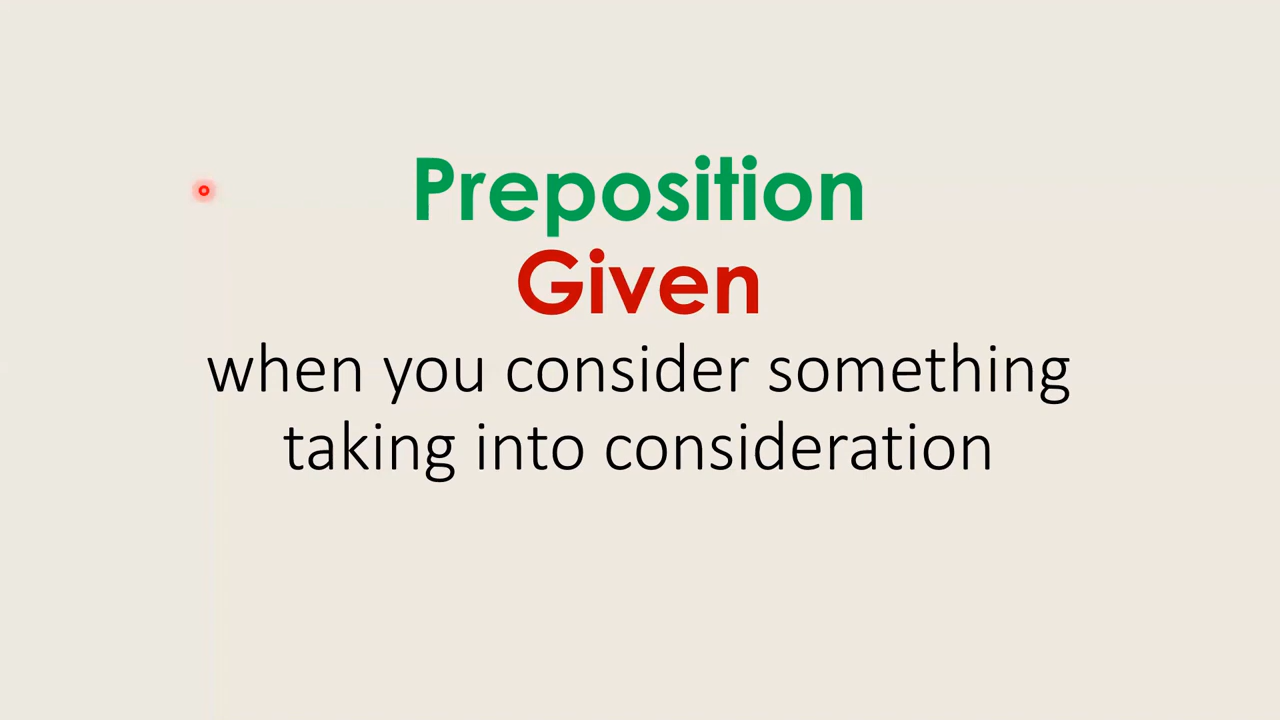 Preposition
Given
when you consider something
taking into consideration